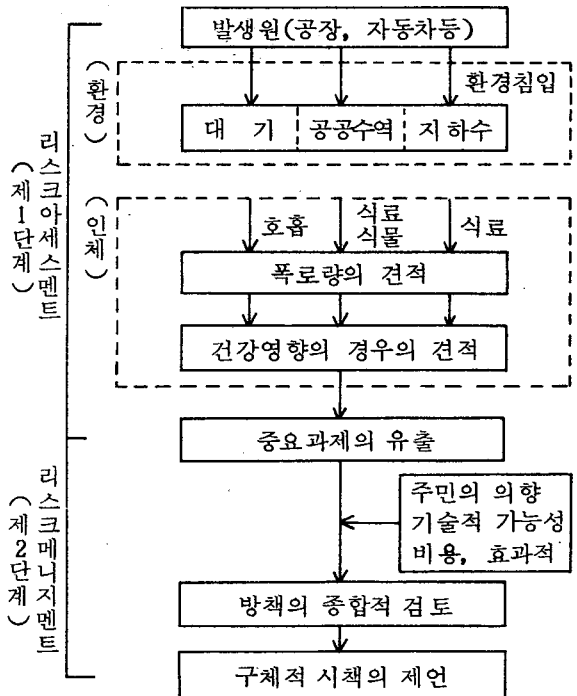 발생원(공장, 자동차등)
(환경)
환경침입
대 기 공공수역 지하수
리스크아세스멘트
(제1단계)
(인체)
호흡 식료 식물 식료
폭로량의 견적
건강영향의 경우의 견적
중요과제의 유출
리스크메니지멘트
(제2단계)
주민의 의향
기술적 가능성
비용, 효과적
방책의 종합적 검토
구체적 시책의 제언